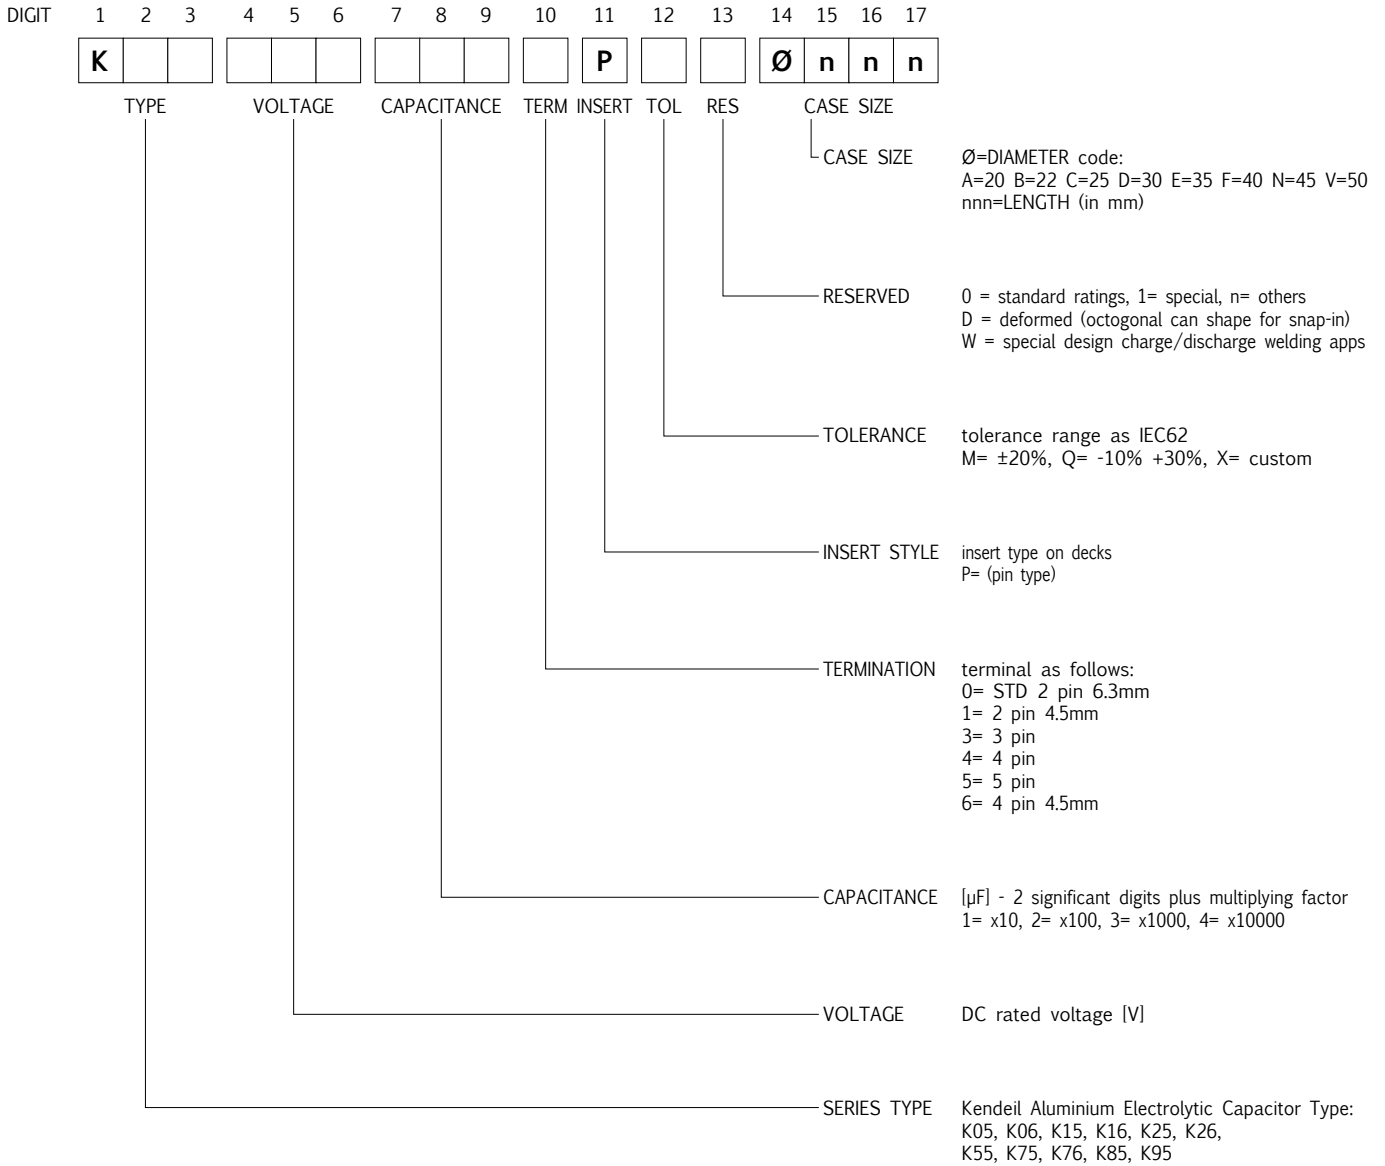 DIGIT 1 2 3 4 5 6 7 8 9 10 11 12 13 14 15 16 17
K P Ø n n n
TYPE VOLTAGE CAPACITANCE TERM INSERT TOL RES CASE SIZE
CASE SIZE Ø=DIAMETER code:
A=20 B=22 C=25 D=30 E=35 F=40 N=45 V=50
nnn=LENGTH (in mm)
RESERVED 0 = standard ratings, 1= special, n= others
D = deformed (octogonal can shape for snap-in)
W = special design charge/discharge welding apps
TOLERANCE tolerance range as IEC62
M= ±20%, Q= -10% +30%, X= custom
INSERT STYLE insert type on decks
P= (pin type)
TERMINATION terminal as follows:
0= STD 2 pin 6.3mm
1= 2 pin 4.5mm
3= 3 pin
4= 4 pin
5= 5 pin
6= 4 pin 4.5mm
CAPACITANCE [µF] - 2 significant digits plus multiplying factor
1= x10, 2= x100, 3= x1000, 4= x10000
VOLTAGE DC rated voltage [V]
SERIES TYPE Kendeil Aluminium Electrolytic Capacitor Type:
K05, K06, K15, K16, K25, K26,
K55, K75, K76, K85, K95